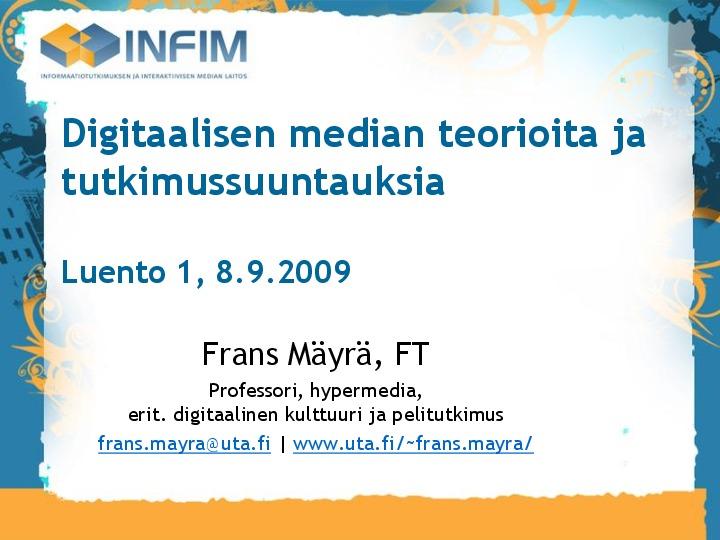 INFIM
INFORMAATIOTUTKIMUKSEN JA INTERAKTIIVISEN MEDIAN LAITOS
Digitaalisen median teorioita ja
tutkimussuuntauksia
Luento 1, 8.9.2009
Frans Mäyrä, FT
Professori, hypermedia,
erit. digitaalinen kulttuuri ja pelitutkimus
frans.mayra@uta.fi | www.uta.fi/~frans.mayra/